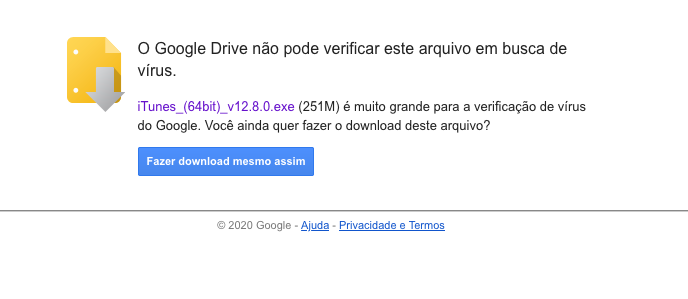 O Google Drive não pode verificar este arquivo em busca de
vírus.
iTunes_(64bit)_v12.8.0.exe (251M) é muito grande para a verificação de vírus
do Google. Você ainda quer fazer o download deste arquivo?
Fazer download mesmo assim
© 2020 Google - Ajuda - Privacidade e Termos